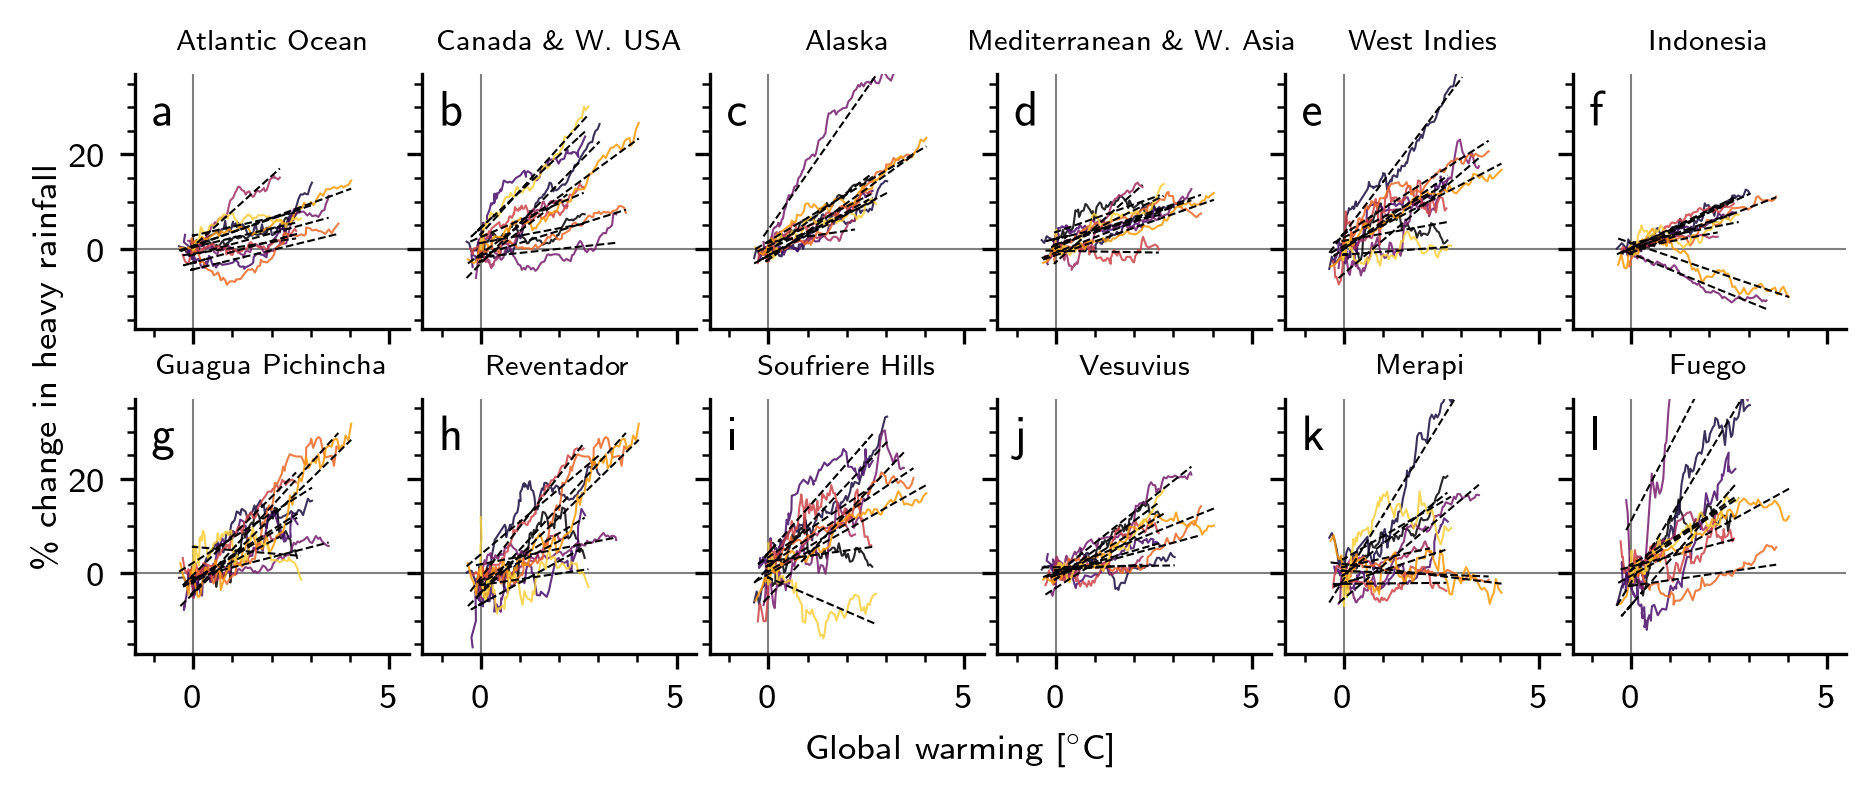 Atlantic Ocean
Canada & W. USA
Alaska
Mediterranean & W. Asia
West Indies
Indonesia
a
b
c
d
e
f
20
0
Guagua Pichincha
Reventador
Soufriere Hills
Vesuvius
Merapi
Fuego
g
h
i
j
k
l
20
0
% change in heavy rainfall
0 5 0 5 0 5 0 5 0 5 0 5
Global warming [°C]